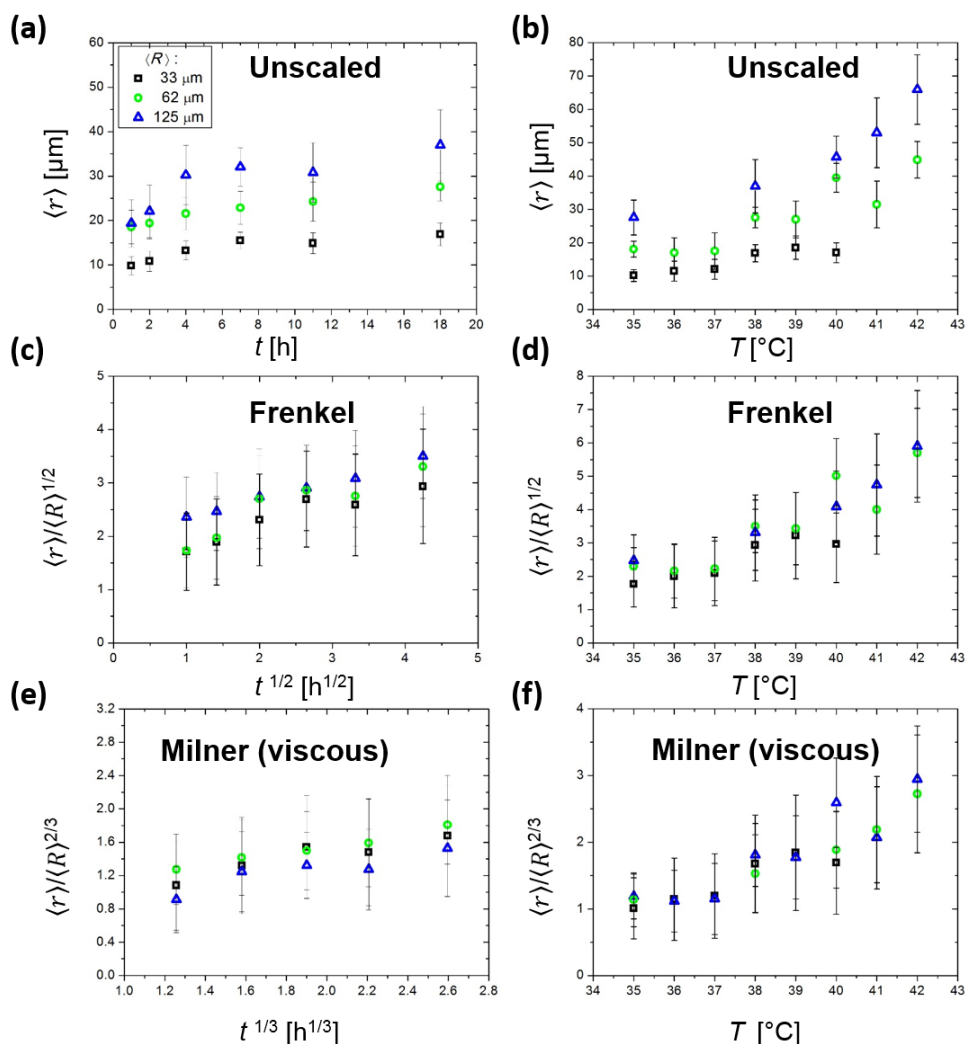 (a)
60
50
40
30
20
10
0
⟨r⟩ [µm]
⟨R⟩ :
33 µm
62 µm
125 µm
Unscaled
0 2 4 6 8 10 12 14 16 18 20
t [h]
(b)
80
70
60
50
40
30
20
10
0
⟨r⟩ [µm]
Unscaled
34 35 36 37 38 39 40 41 42 43
T [°C]
(c)
5
4
3
2
1
0
⟨r⟩/⟨R⟩^1/2
Frenkel
0 1 2 3 4 5
t^1/2 [h^1/2]
(d)
8
7
6
5
4
3
2
1
0
⟨r⟩/⟨R⟩^1/2
Frenkel
34 35 36 37 38 39 40 41 42 43
T [°C]
(e)
3.2
2.8
2.4
2.0
1.6
1.2
0.8
0.4
0.0
⟨r⟩/⟨R⟩^2/3
Milner (viscous)
1.0 1.2 1.4 1.6 1.8 2.0 2.2 2.4 2.6 2.8
t^1/3 [h^1/3]
(f)
4
3
2
1
0
⟨r⟩/⟨R⟩^2/3
Milner (viscous)
34 35 36 37 38 39 40 41 42 43
T [°C]